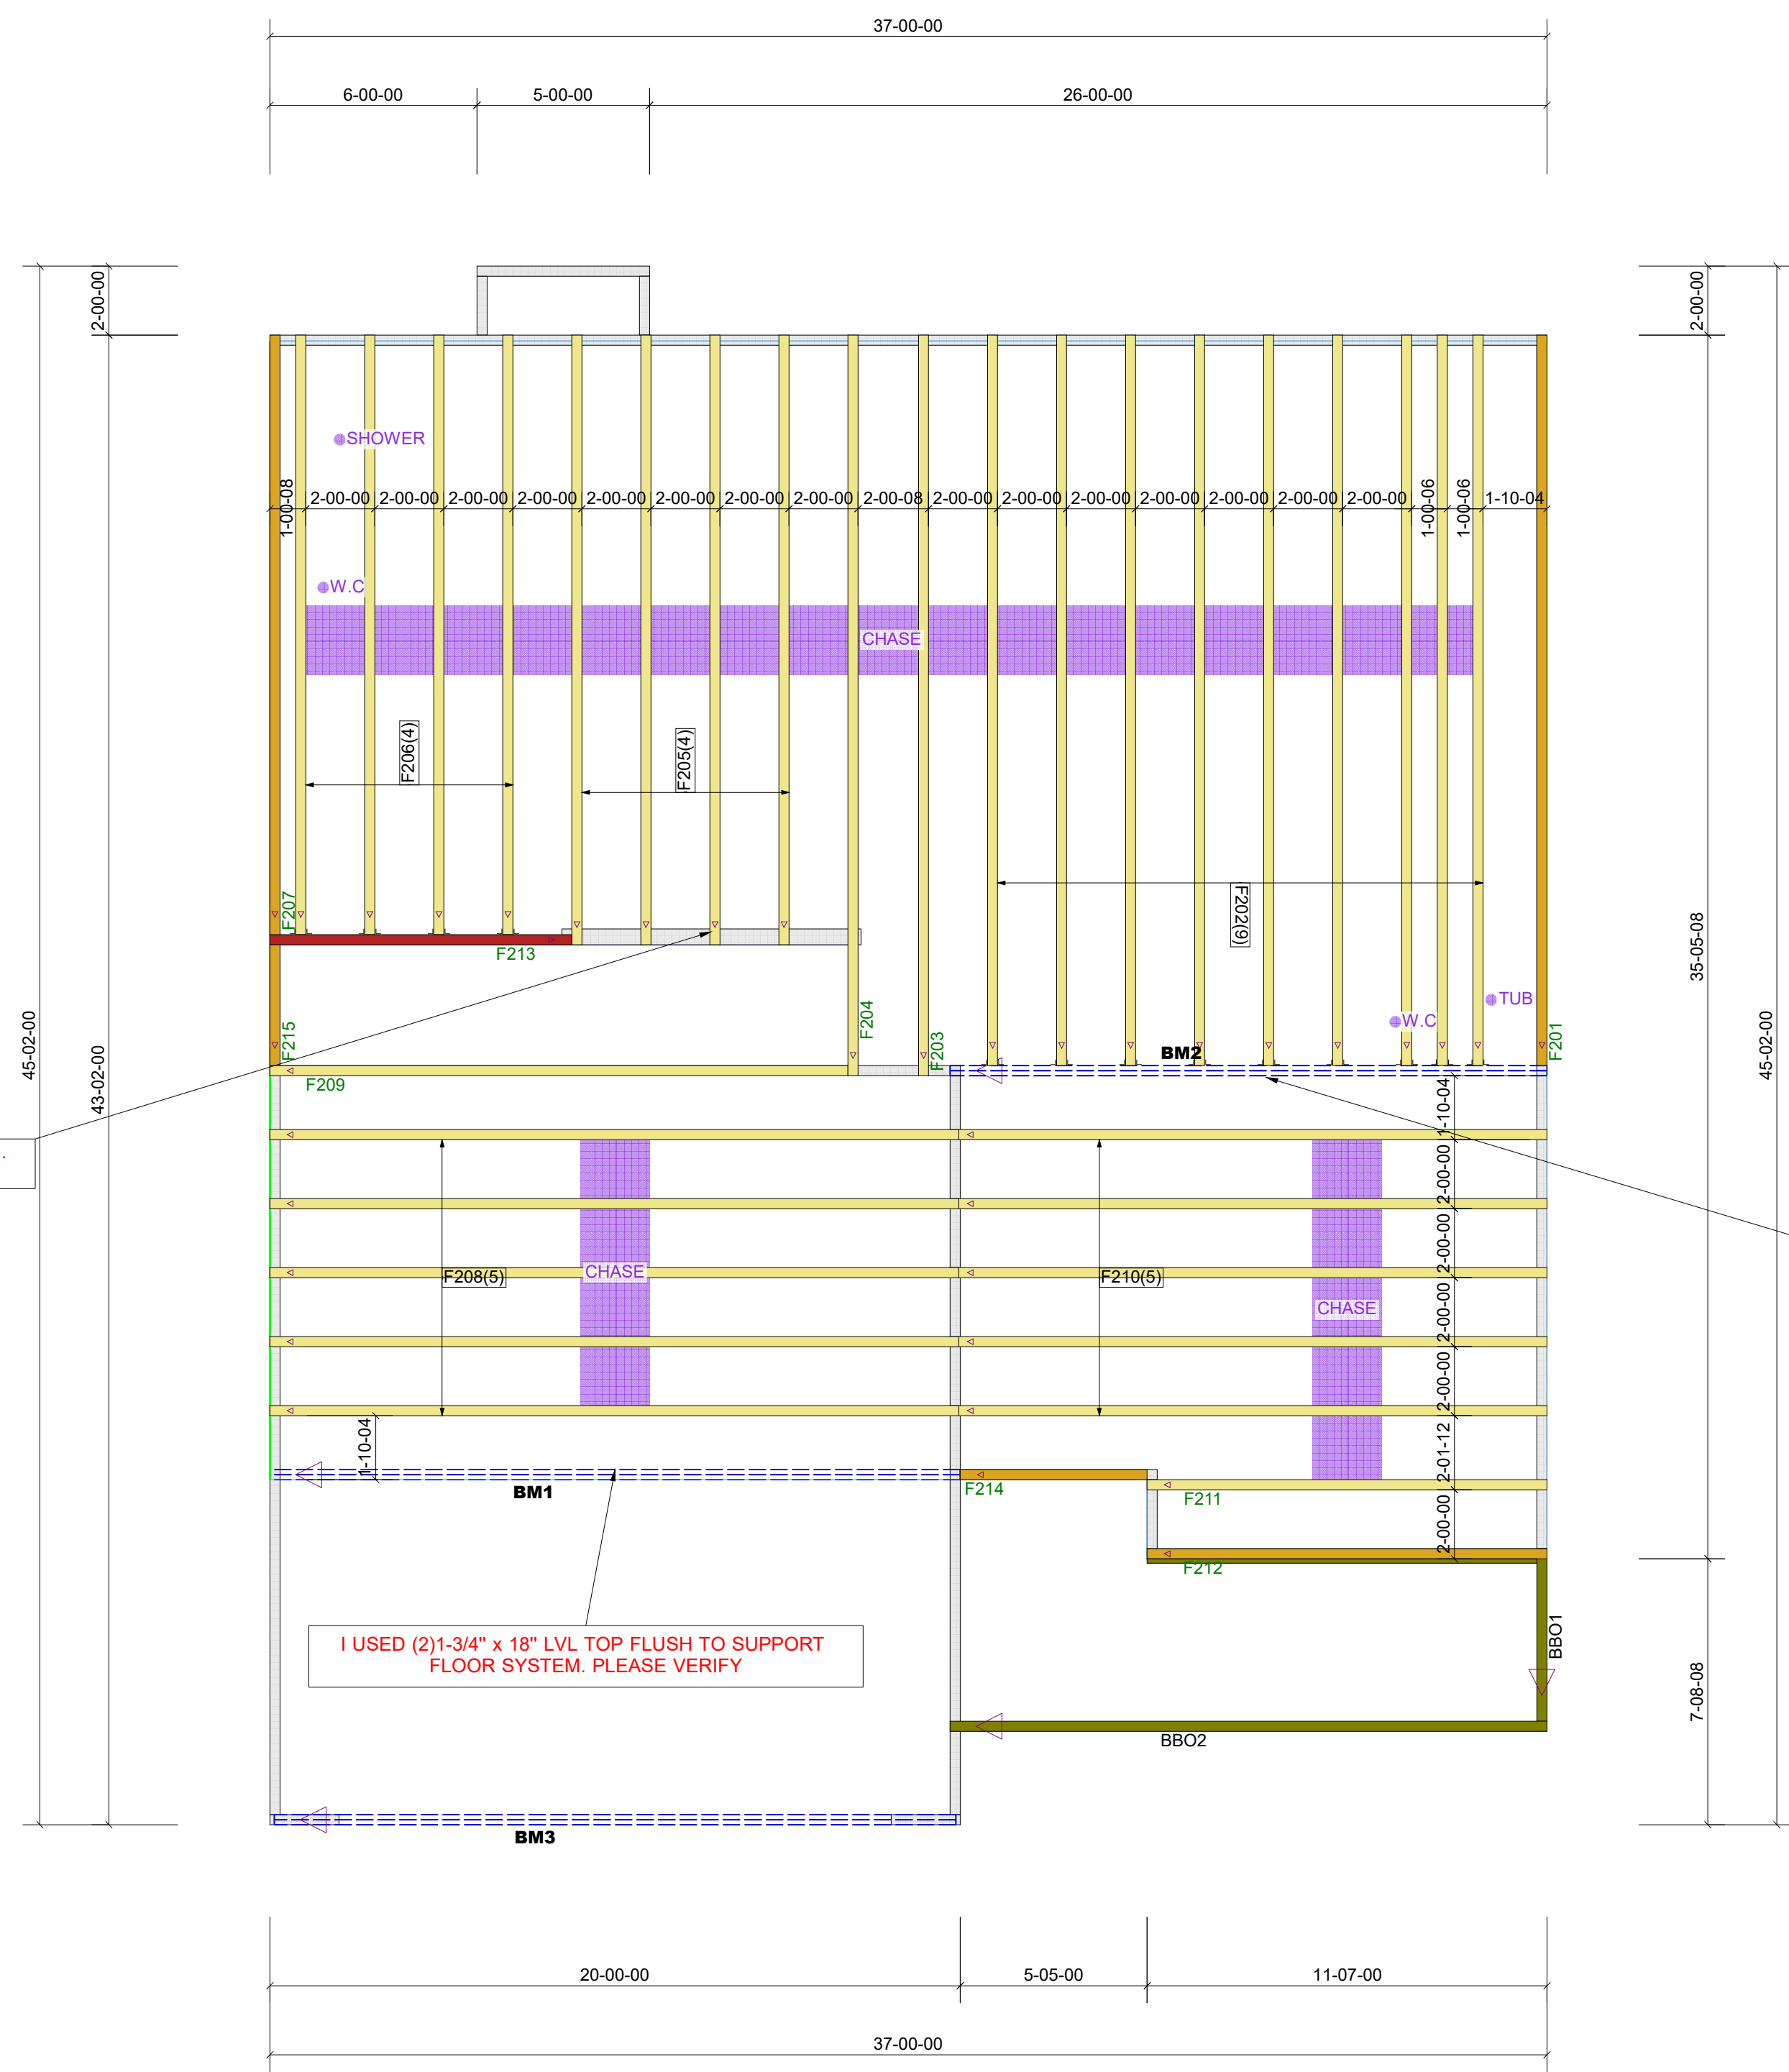 37-00-00
6-00-00 5-00-00 26-00-00
2-00-00
2-00-00
SHOWER
1-00-08 2-00-00 2-00-00 2-00-00 2-00-00 2-00-00 2-00-00 2-00-00 2-00-00 2-00-08 2-00-00 2-00-00 2-00-00 2-00-00 2-00-00 2-00-00 2-00-00 1-00-06 1-00-06 1-10-04
W.C
CHASE
F206(4)
F205(4)
F202(9)
F207
F213
35-05-08
TUB
W.C
F204
F203
F201
F215
BM2
45-02-00
43-02-00
45-02-00
F209
1-10-04
2-00-00
2-00-00
2-00-00
2-00-00
2-01-12
2-00-00
CHASE
F208(5)
F210(5)
CHASE
1-10-04
BM1
F214
F211
F212
I USED (2)1-3/4" x 18" LVL TOP FLUSH TO SUPPORT
FLOOR SYSTEM. PLEASE VERIFY
BBO1
7-08-08
BBO2
BM3
20-00-00 5-05-00 11-07-00
37-00-00